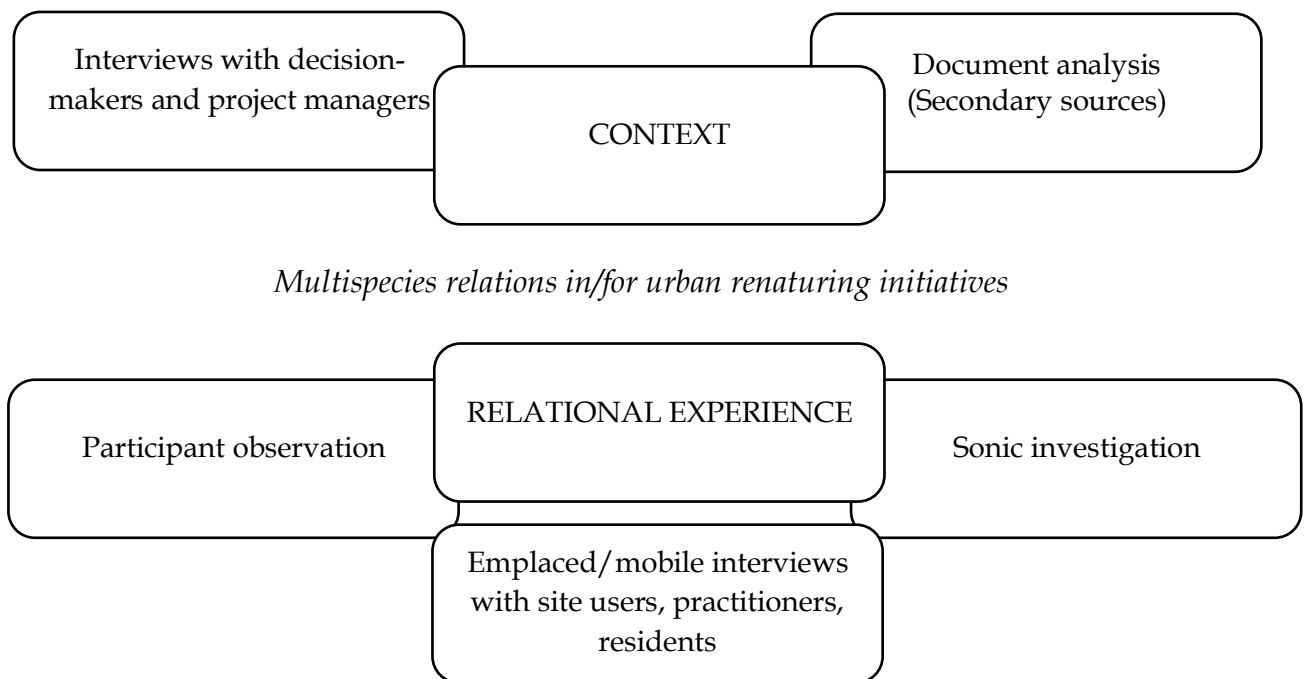 Interviews with decision-
makers and project managers
CONTEXT
Document analysis
(Secondary sources)
Multispecies relations in/for urban renaturing initiatives
RELATIONAL EXPERIENCE
Participant observation
Sonic investigation
Emplaced/mobile interviews
with site users, practitioners,
residents